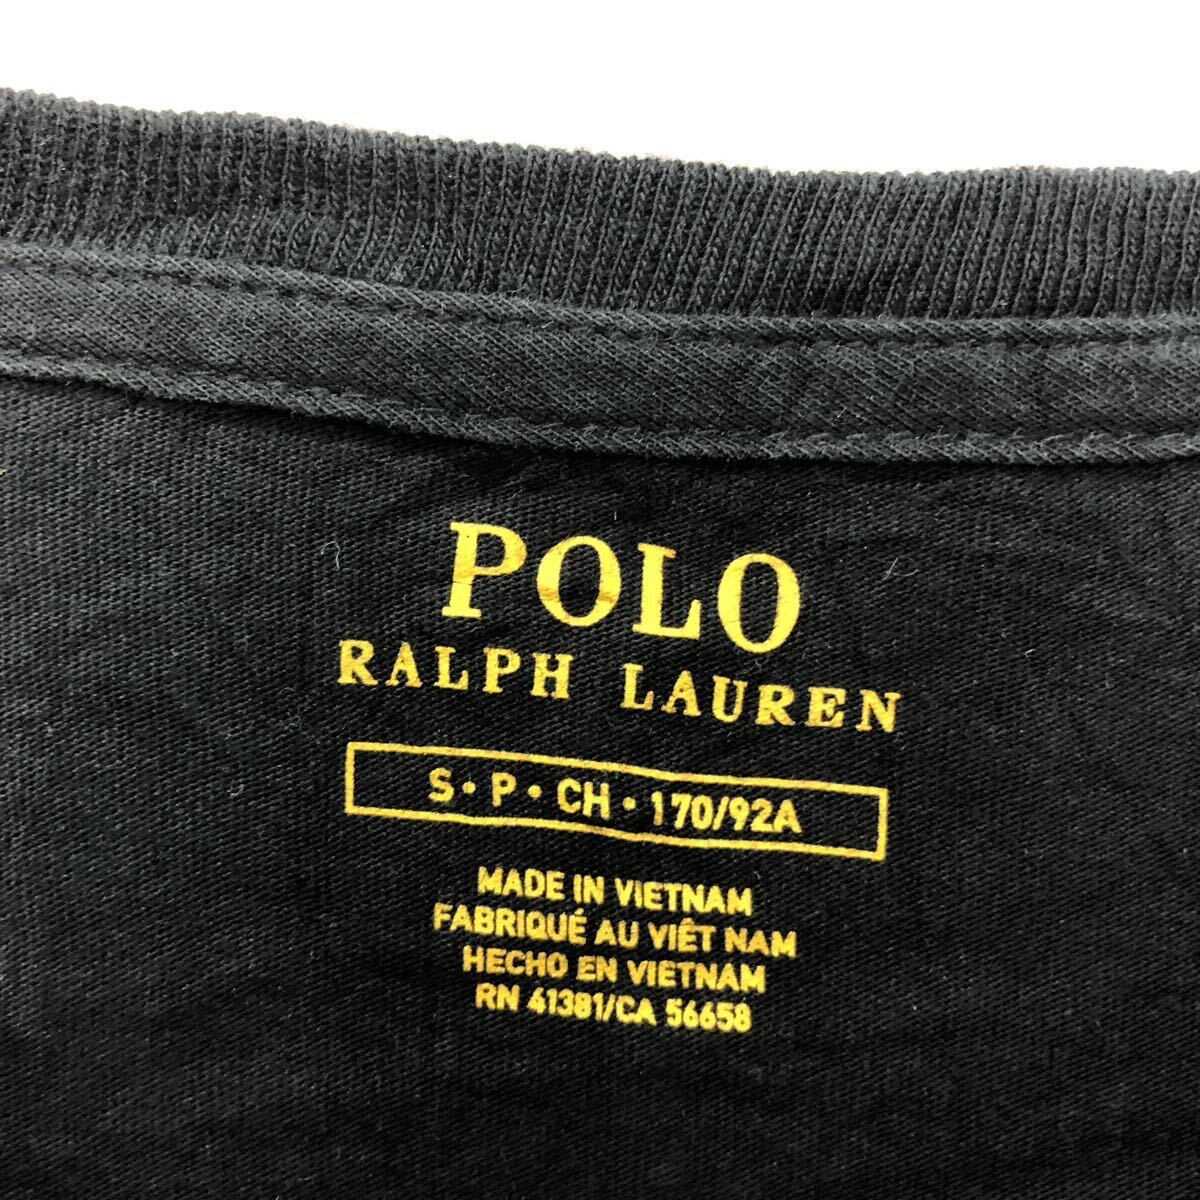 POLO
RALPH LAUREN
S • P • CH • 170/92A
MADE IN VIETNAM
FABRIQUÉ AU VIÊT NAM
HECHO EN VIETNAM
RN 41381/CA 56658